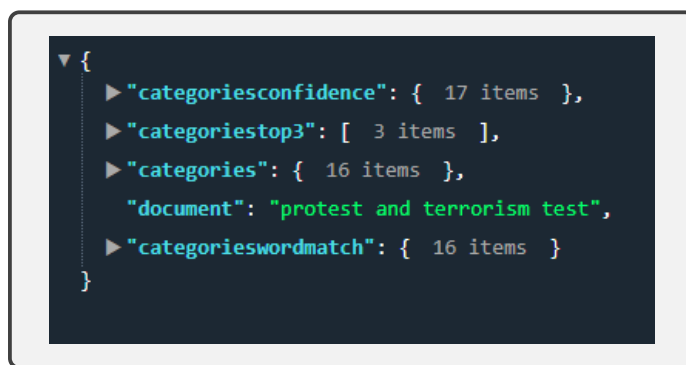 ▼ {
▶ "categoriesconfidence": { 17 items },
▶ "categoriestop3": [ 3 items ],
▶ "categories": { 16 items },
"document": "protest and terrorism test",
▶ "categorieswordmatch": { 16 items }
}